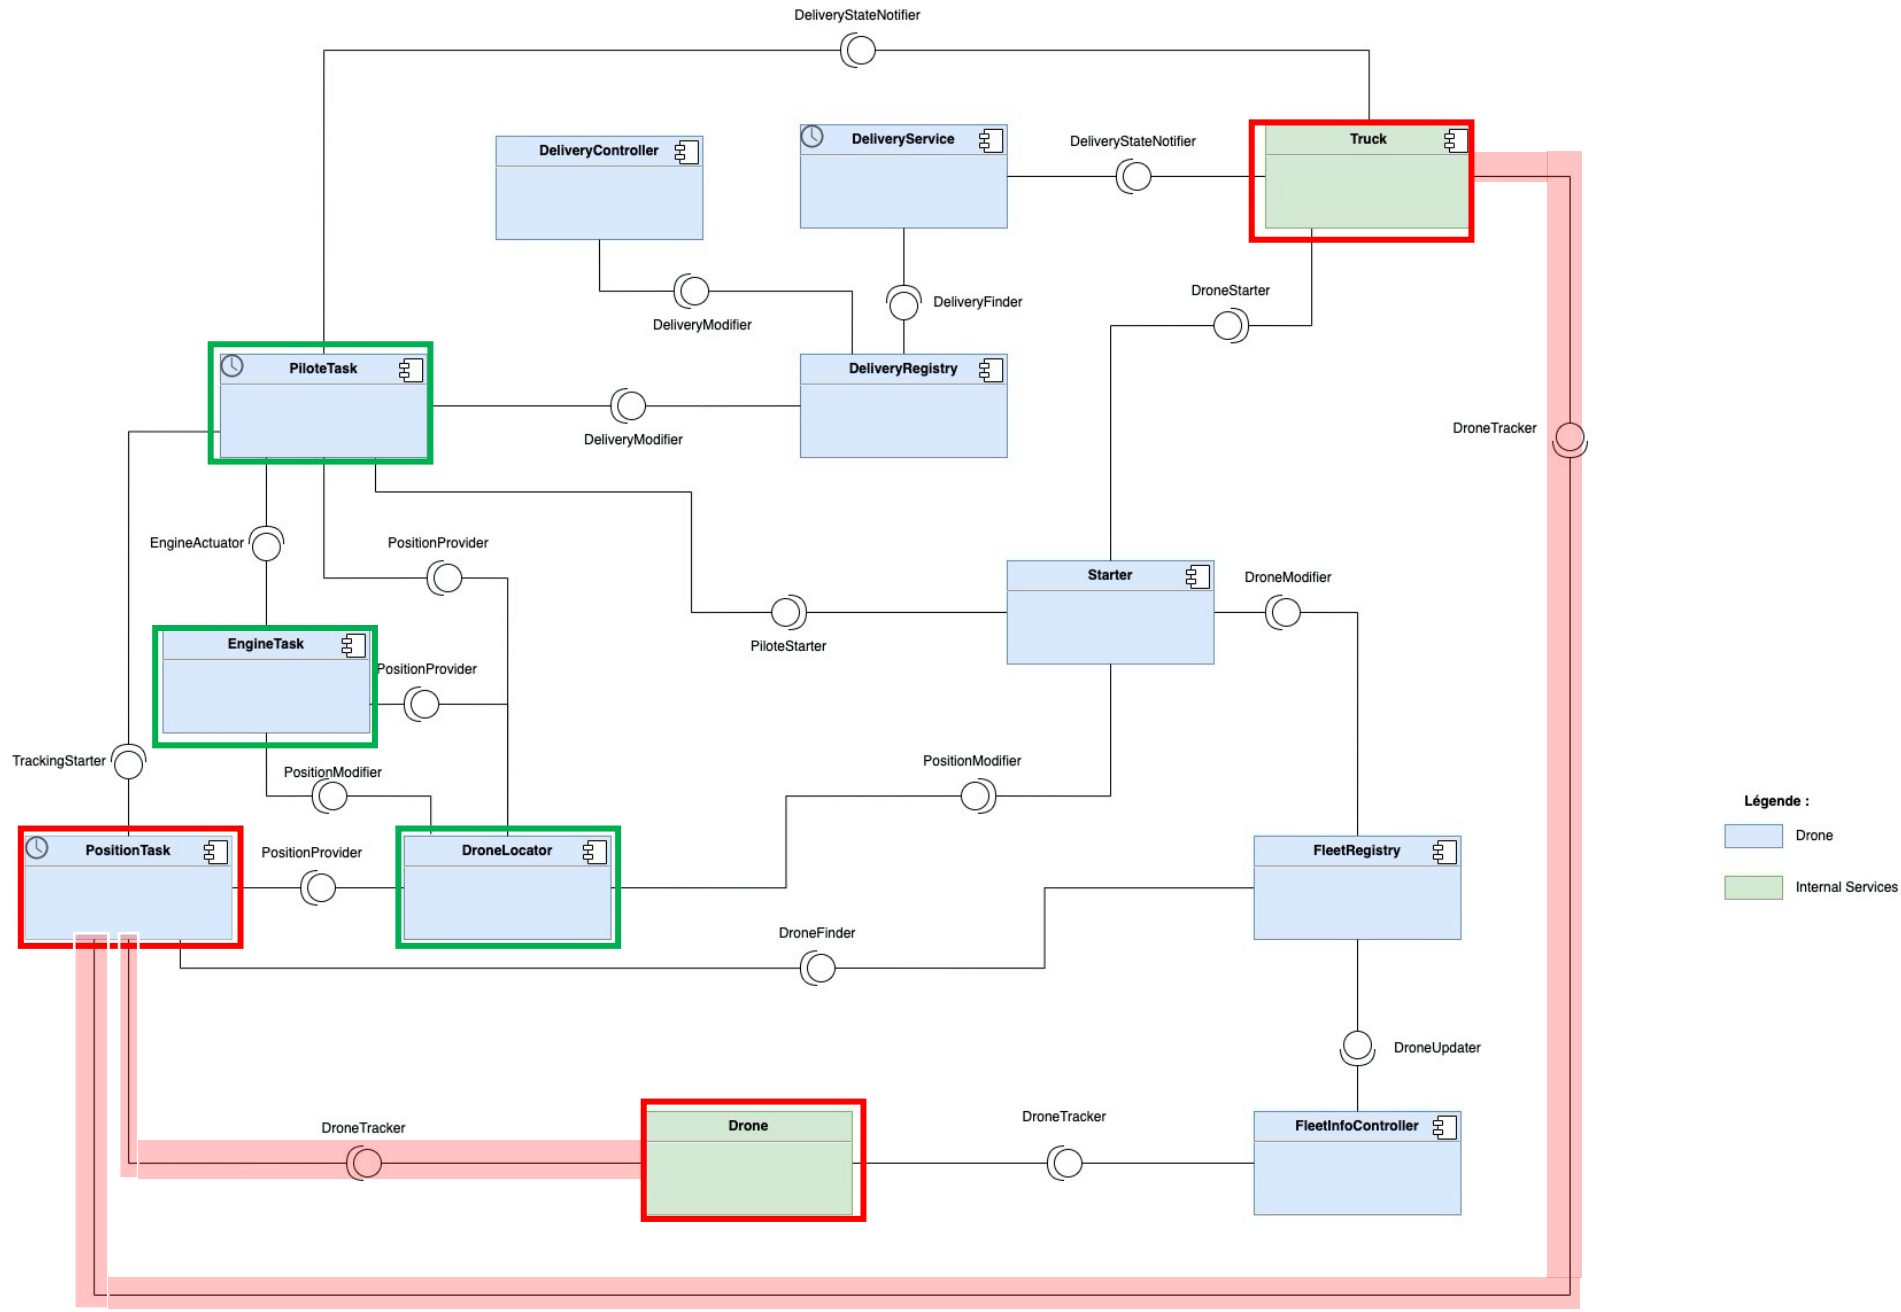 DeliveryStateNotifier
DeliveryController
DeliveryService
DeliveryStateNotifier
Truck
DeliveryModifier
DeliveryFinder
DroneStarter
PiloteTask
DeliveryRegistry
DeliveryModifier
DroneTracker
EngineActuator
PositionProvider
Starter
DroneModifier
PiloteStarter
EngineTask
PositionProvider
TrackingStarter
PositionModifier
PositionModifier
Légende :
Drone
PositionTask
PositionProvider
DroneLocator
FleetRegistry
Internal Services
DroneFinder
DroneUpdater
DroneTracker
Drone
DroneTracker
FleetInfoController